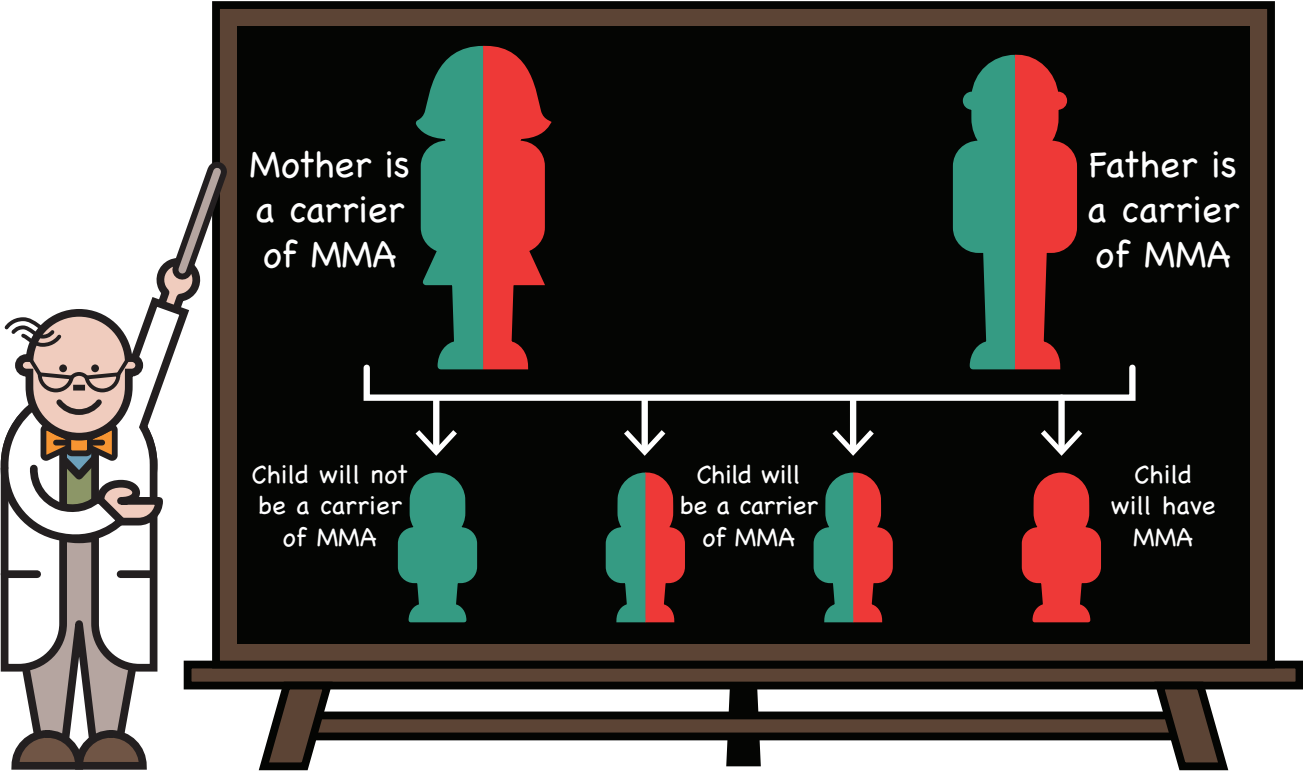 Mother is
a carrier
of MMA
Father is
a carrier
of MMA
Child will not
be a carrier
of MMA
Child will
be a carrier
of MMA
Child
will have
MMA